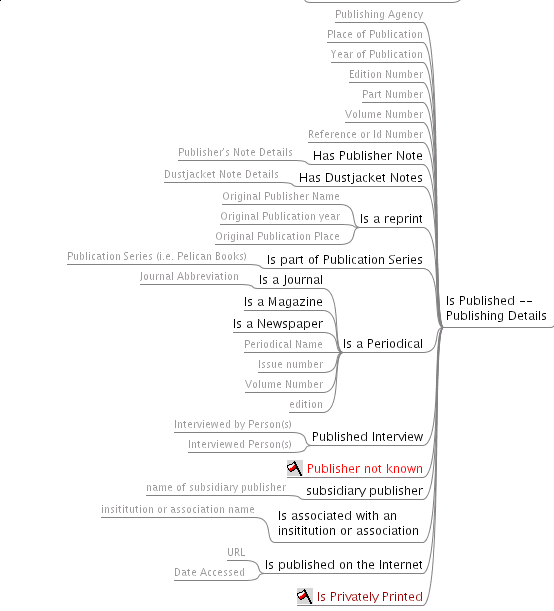 Publishing Agency
Place of Publication
Year of Publication
Edition Number
Part Number
Volume Number
Reference or Id Number
Publisher's Note Details
Has Publisher Note
Dustjacket Note Details
Has Dustjacket Notes
Original Publisher Name
Original Publication year
Original Publication Place
Is a reprint
Publication Series (i.e. Pelican Books)
Is part of Publication Series
Journal Abbreviation
Is a Journal
Is a Magazine
Is a Newspaper
Periodical Name
Issue number
Volume Number
edition
Is a Periodical
Is Published --
Publishing Details
Interviewed by Person(s)
Interviewed Person(s)
Published Interview
Publisher not known
name of subsidiary publisher
subsidiary publisher
insititution or association name
Is associated with an
insititution or association
URL
Date Accessed
Is published on the Internet
Is Privately Printed